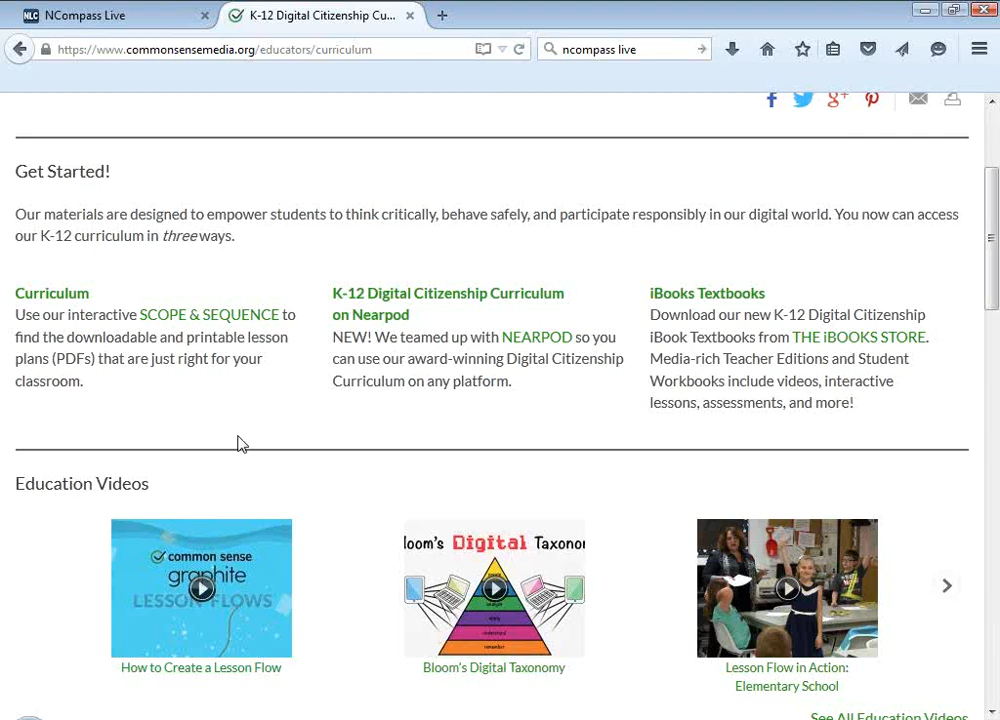 NLC NCompass Live
K-12 Digital Citizenship Cu...
https://www.commonsensemedia.org/educators/curriculum
ncompass live
Get Started!
Our materials are designed to empower students to think critically, behave safely, and participate responsibly in our digital world. You now can access
our K-12 curriculum in three ways.
Curriculum
Use our interactive SCOPE & SEQUENCE to
find the downloadable and printable lesson
plans (PDFs) that are just right for your
classroom.
K-12 Digital Citizenship Curriculum
on Nearpod
NEW! We teamed up with NEARPOD so you
can use our award-winning Digital Citizenship
Curriculum on any platform.
iBooks Textbooks
Download our new K-12 Digital Citizenship
iBook Textbooks from THE iBOOKS STORE.
Media-rich Teacher Editions and Student
Workbooks include videos, interactive
lessons, assessments, and more!
Education Videos
common sense
graphite
LESSON FLOWS
How to Create a Lesson Flow
loom's Digital Taxonom
understand
remember
Bloom's Digital Taxonomy
Lesson Flow in Action:
Elementary School
See All Education Videos